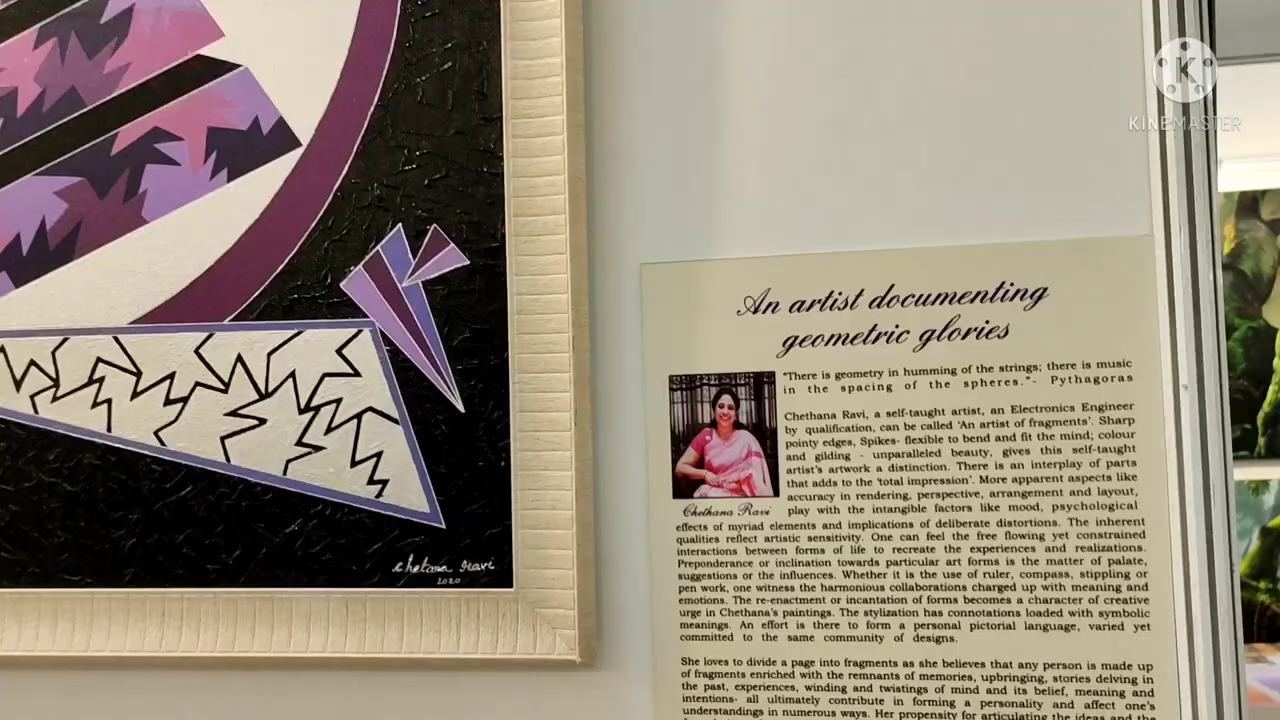 KINEMASTER
An artist documenting
geometric glories
"There is geometry in humming of the strings; there is music
in the spacing of the spheres."- Pythagoras
Chethana Ravi, a self-taught artist, an Electronics Engineer
by qualification, can be called 'An artist of fragments'. Sharp
pointy edges, Spikes- flexible to bend and fit the mind; colour
and gilding - unparalleled beauty, gives this self-taught
artist's artwork a distinction. There is an interplay of parts
that adds to the 'total impression'. More apparent aspects like
accuracy in rendering, perspective, arrangement and layout,
Chethana Ravi
play with the intangible factors like mood, psychological
effects of myriad elements and implications of deliberate distortions. The inherent
qualities reflect artistic sensitivity. One can feel the free flowing yet constrained
interactions between forms of life to recreate the experiences and realizations.
Preponderance or inclination towards particular art forms is the matter of palate,
suggestions or the influences. Whether it is the use of ruler, compass, stippling or
pen work, one witness the harmonious collaborations charged up with meaning and
emotions. The re-enactment or incantation of forms becomes a character of creative
urge in Chethana's paintings. The stylization has connotations loaded with symbolic
meanings. An effort is there to form a personal pictorial language, varied yet
committed to the same community of designs.
She loves to divide a page into fragments as she believes that any person is made up
of fragments enriched with the remnants of memories, upbringing, stories delving in
the past, experiences, winding and twistings of mind and its belief, meaning and
intentions- all ultimately contribute in forming a personality and affect one's
understandings in numerous ways. Her propensity for articulating the ideas and the
Chetana Ravi
2020